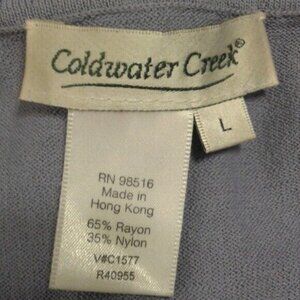 Coldwater Creek®
L
RN 98516
Made in
Hong Kong
65% Rayon
35% Nylon
V#C1577
R40955